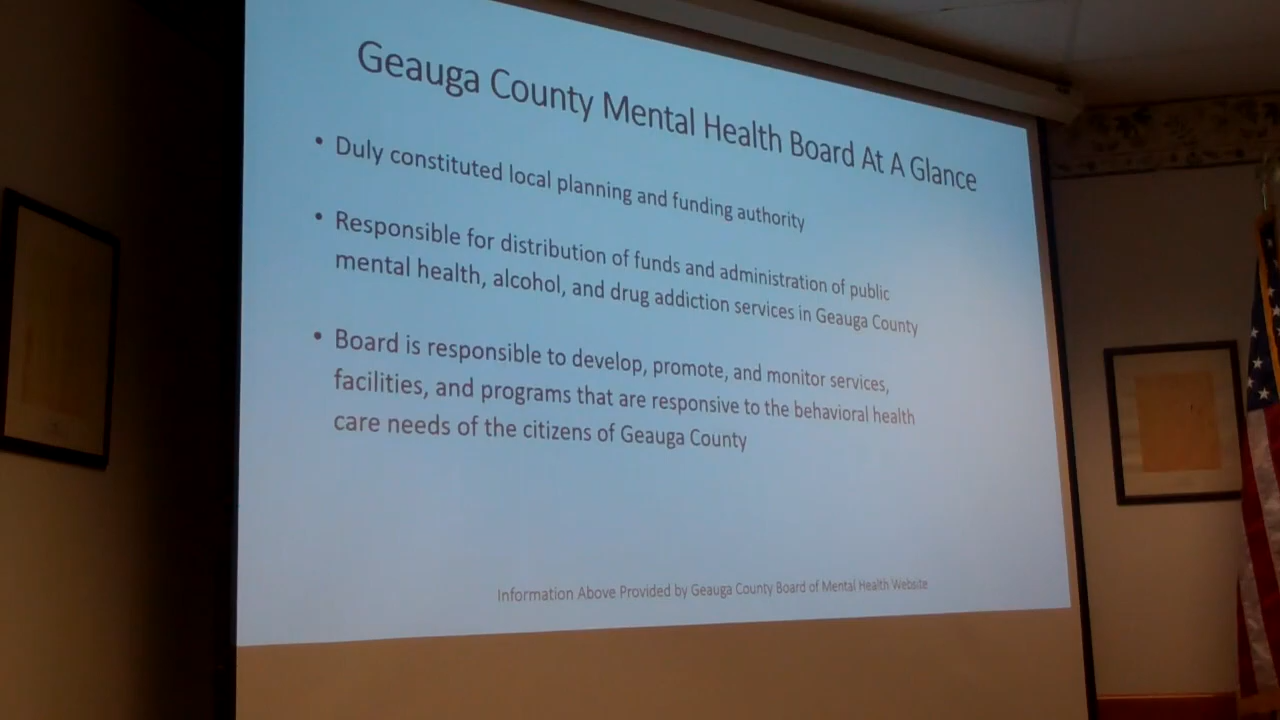 Geauga County Mental Health Board At A Glance
• Duly constituted local planning and funding authority
• Responsible for distribution of funds and administration of public
mental health, alcohol, and drug addiction services in Geauga County
• Board is responsible to develop, promote, and monitor services,
facilities, and programs that are responsive to the behavioral health
care needs of the citizens of Geauga County
Information Above Provided by Geauga County Board of Mental Health Website